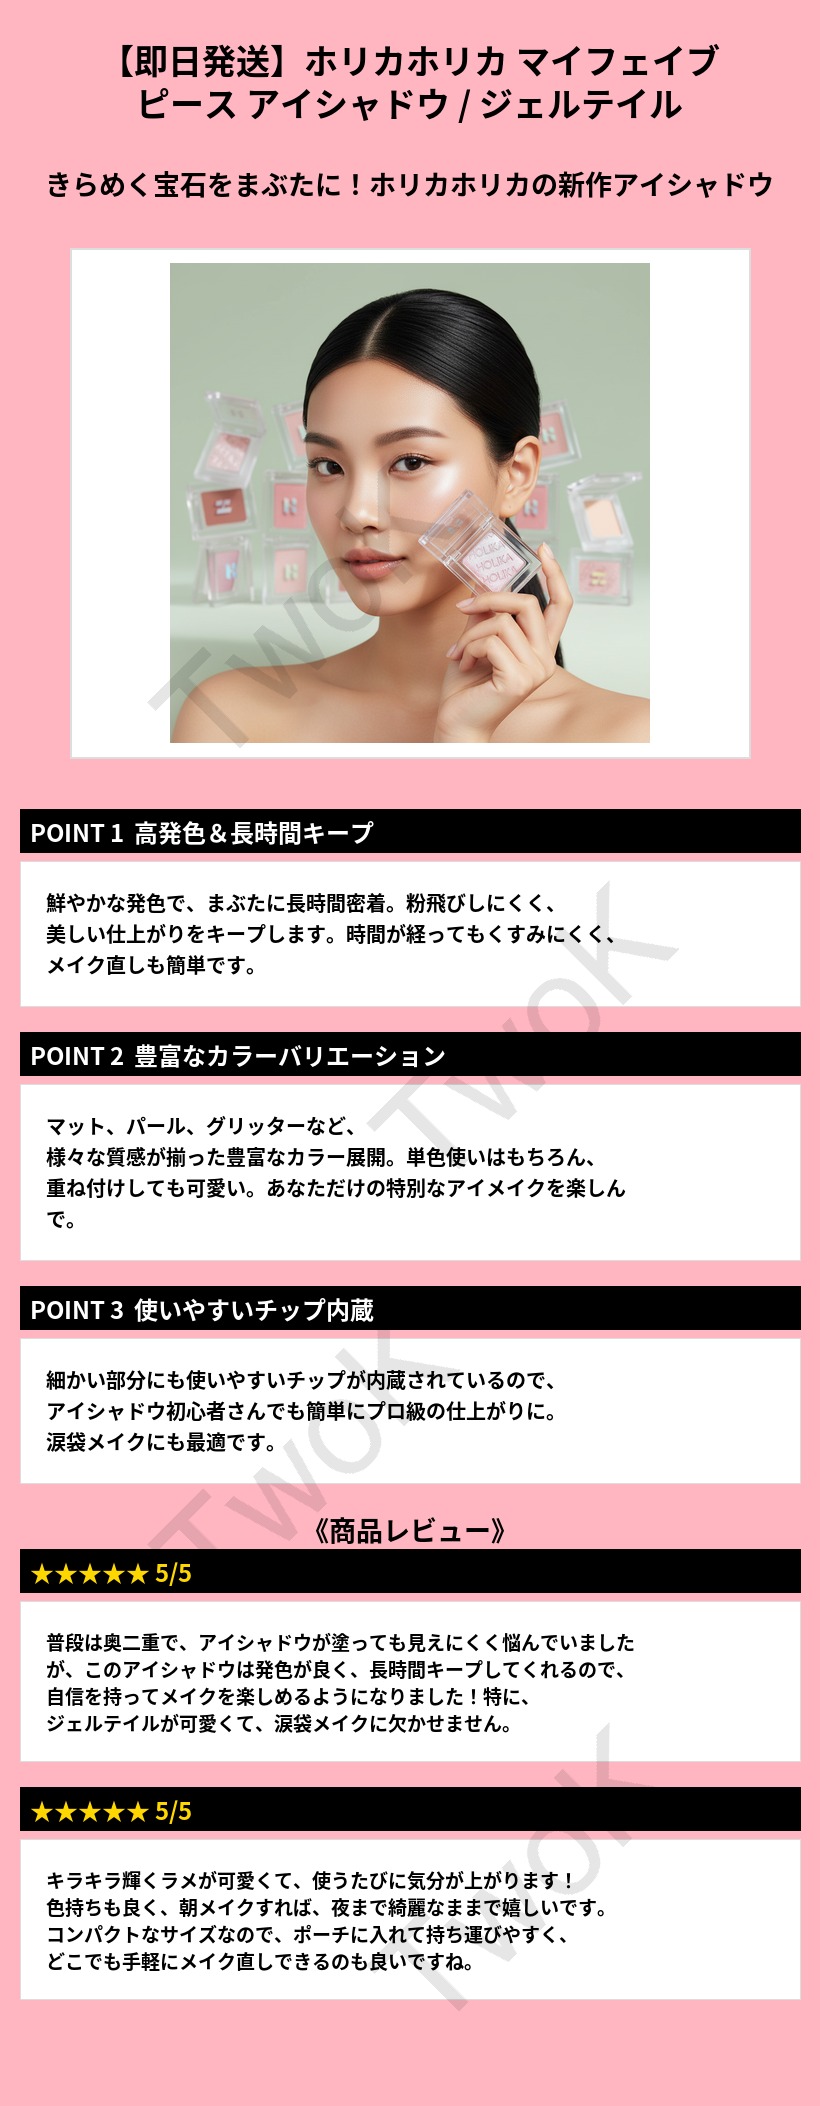 【即日発送】ホリカホリカ マイフェイブ
ピース アイシャドウ / ジェルテイル
きらめく宝石をまぶたに！ホリカホリカの新作アイシャドウ
OLIKA
HOLIKA
HOLIKA
TwoK
POINT 1 高発色＆長時間キープ
鮮やかな発色で、まぶたに長時間密着。粉飛びしにくく、
美しい仕上がりをキープします。時間が経ってもくすみにくく、
メイク直しも簡単です。
TwoK
POINT 2 豊富なカラーバリエーション
マット、パール、グリッターなど、
様々な質感が揃った豊富なカラー展開。単色使いはもちろん、
重ね付けしても可愛い。あなただけの特別なアイメイクを楽しん
で。
POINT 3 使いやすいチップ内蔵
細かい部分にも使いやすいチップが内蔵されているので、
アイシャドウ初心者さんでも簡単にプロ級の仕上がりに。
涙袋メイクにも最適です。
TwoK
《商品レビュー》
★★★★★ 5/5
普段は奥二重で、アイシャドウが塗っても見えにくく悩んでいました
が、このアイシャドウは発色が良く、長時間キープしてくれるので、
自信を持ってメイクを楽しめるようになりました！特に、
ジェルテイルが可愛くて、涙袋メイクに欠かせません。
★★★★★ 5/5
キラキラ輝くラメが可愛くて、使うたびに気分が上がります！
色持ちも良く、朝メイクすれば、夜まで綺麗なままで嬉しいです。
コンパクトなサイズなので、ポーチに入れて持ち運びやすく、
どこでも手軽にメイク直しできるのも良いですね。
TwoK